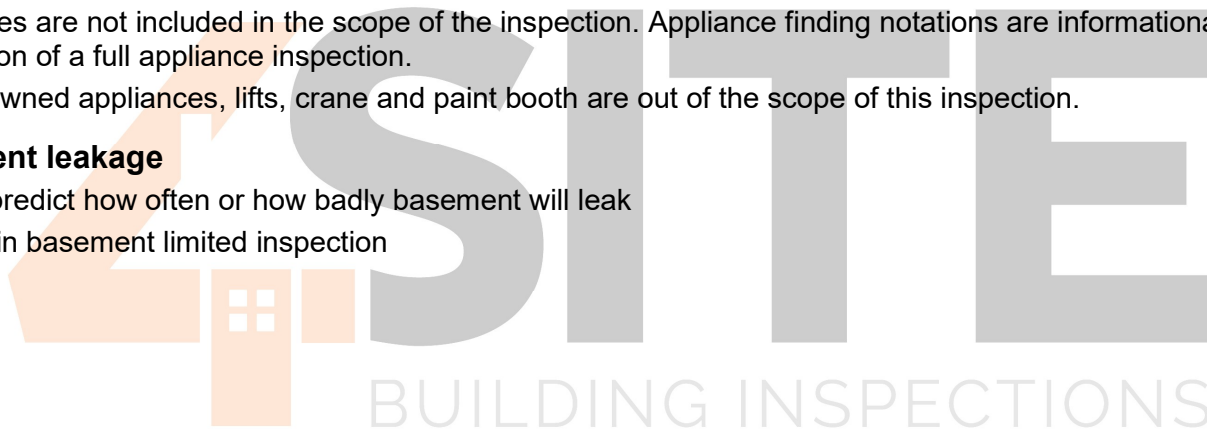 es are not included in the scope of the inspection. Appliance finding notations are informationa
on of a full appliance inspection.
wned appliances, lifts, crane and paint booth are out of the scope of this inspection.
ent leakage
predict how often or how badly basement will leak
in basement limited inspection
4SITE
BUILDING INSPECTIONS